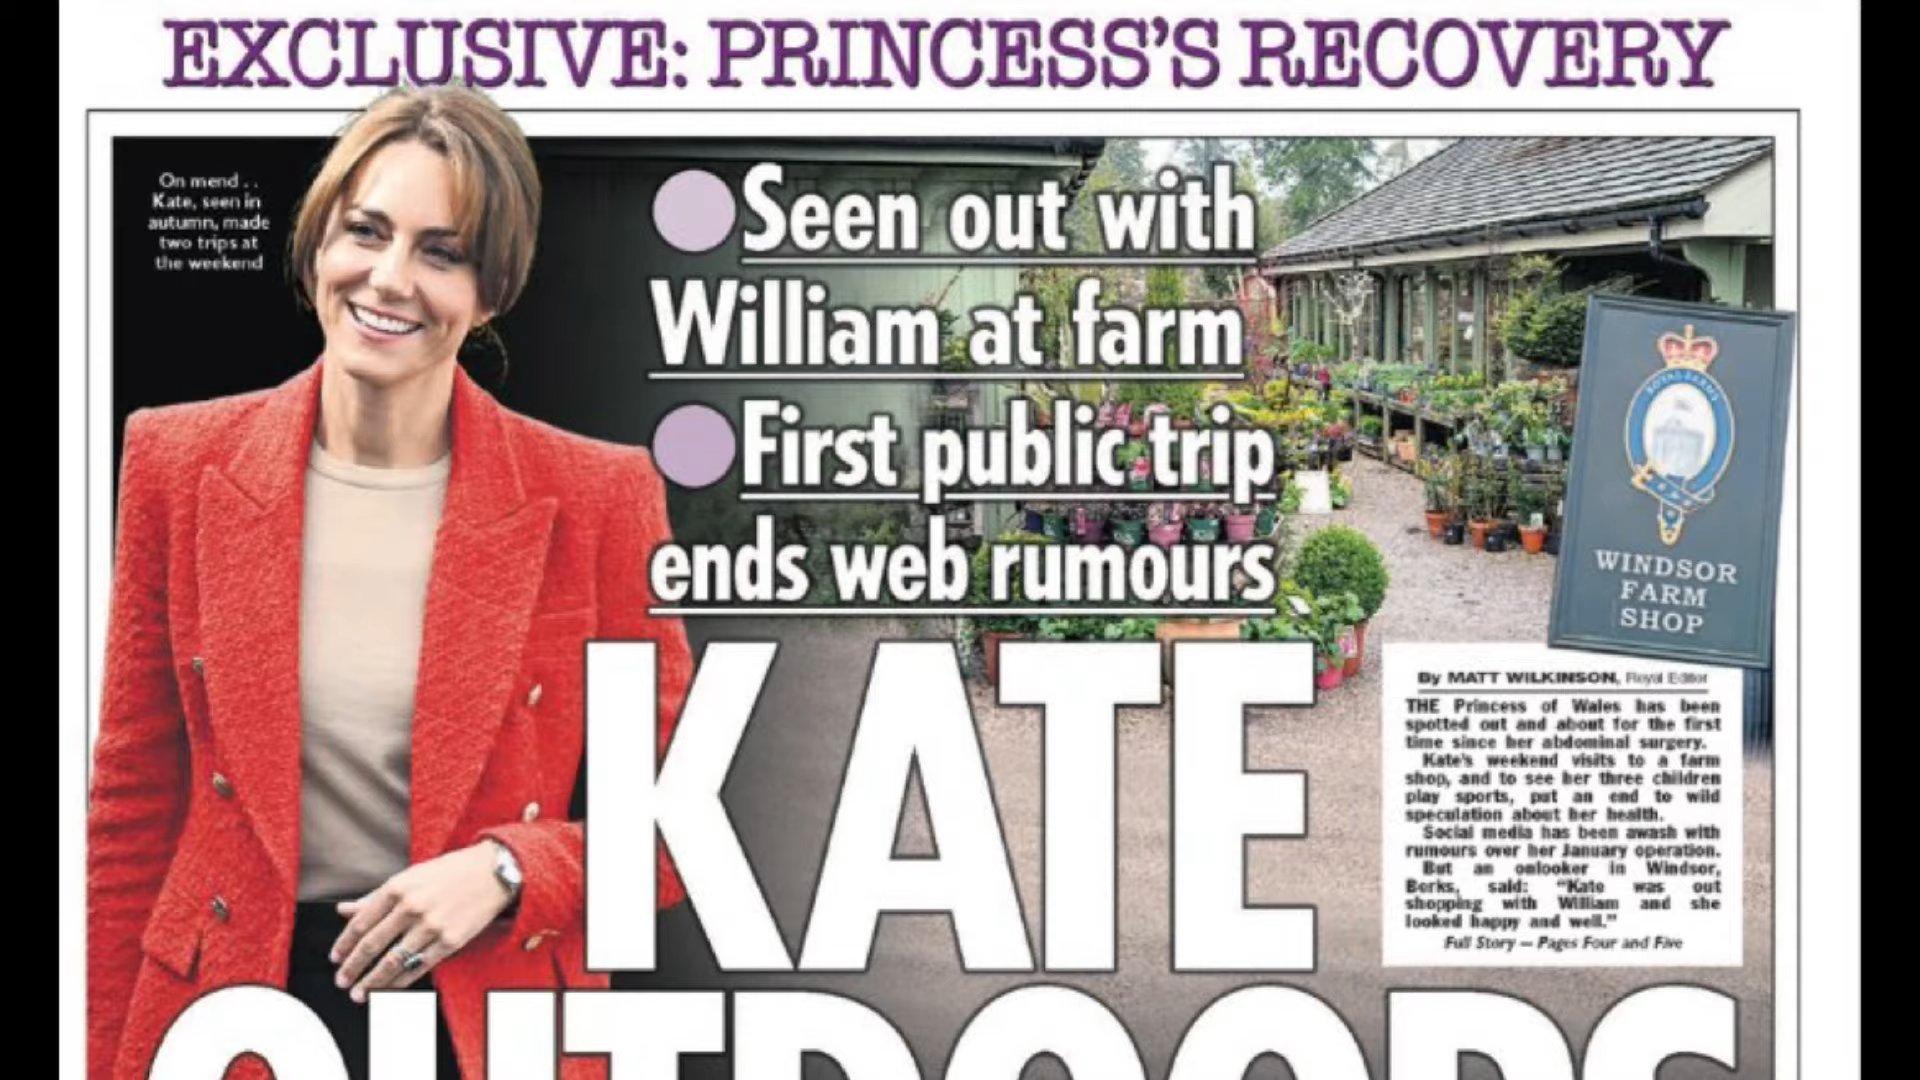 EXCLUSIVE: PRINCESS'S RECOVERY
On mend . .
Kate, seen in
autumn, made
two trips at
the weekend
Seen out with
William at farm
First public trip
ends web rumours
WINDSOR
FARM
SHOP
KATE
OUTDOORS
By MATT WILKINSON, Royal Editor
THE Princess of Wales has been
spotted out and about for the first
time since her abdominal surgery.
Kate's weekend visits to a farm
shop, and to see her three children
play sports, put an end to wild
speculation about her health.
Social media has been awash with
rumours over her January operation.
But an onlooker in Windsor,
Berks, said: “Kate was out
shopping with William and she
looked happy and well.”
Full Story — Pages Four and Five